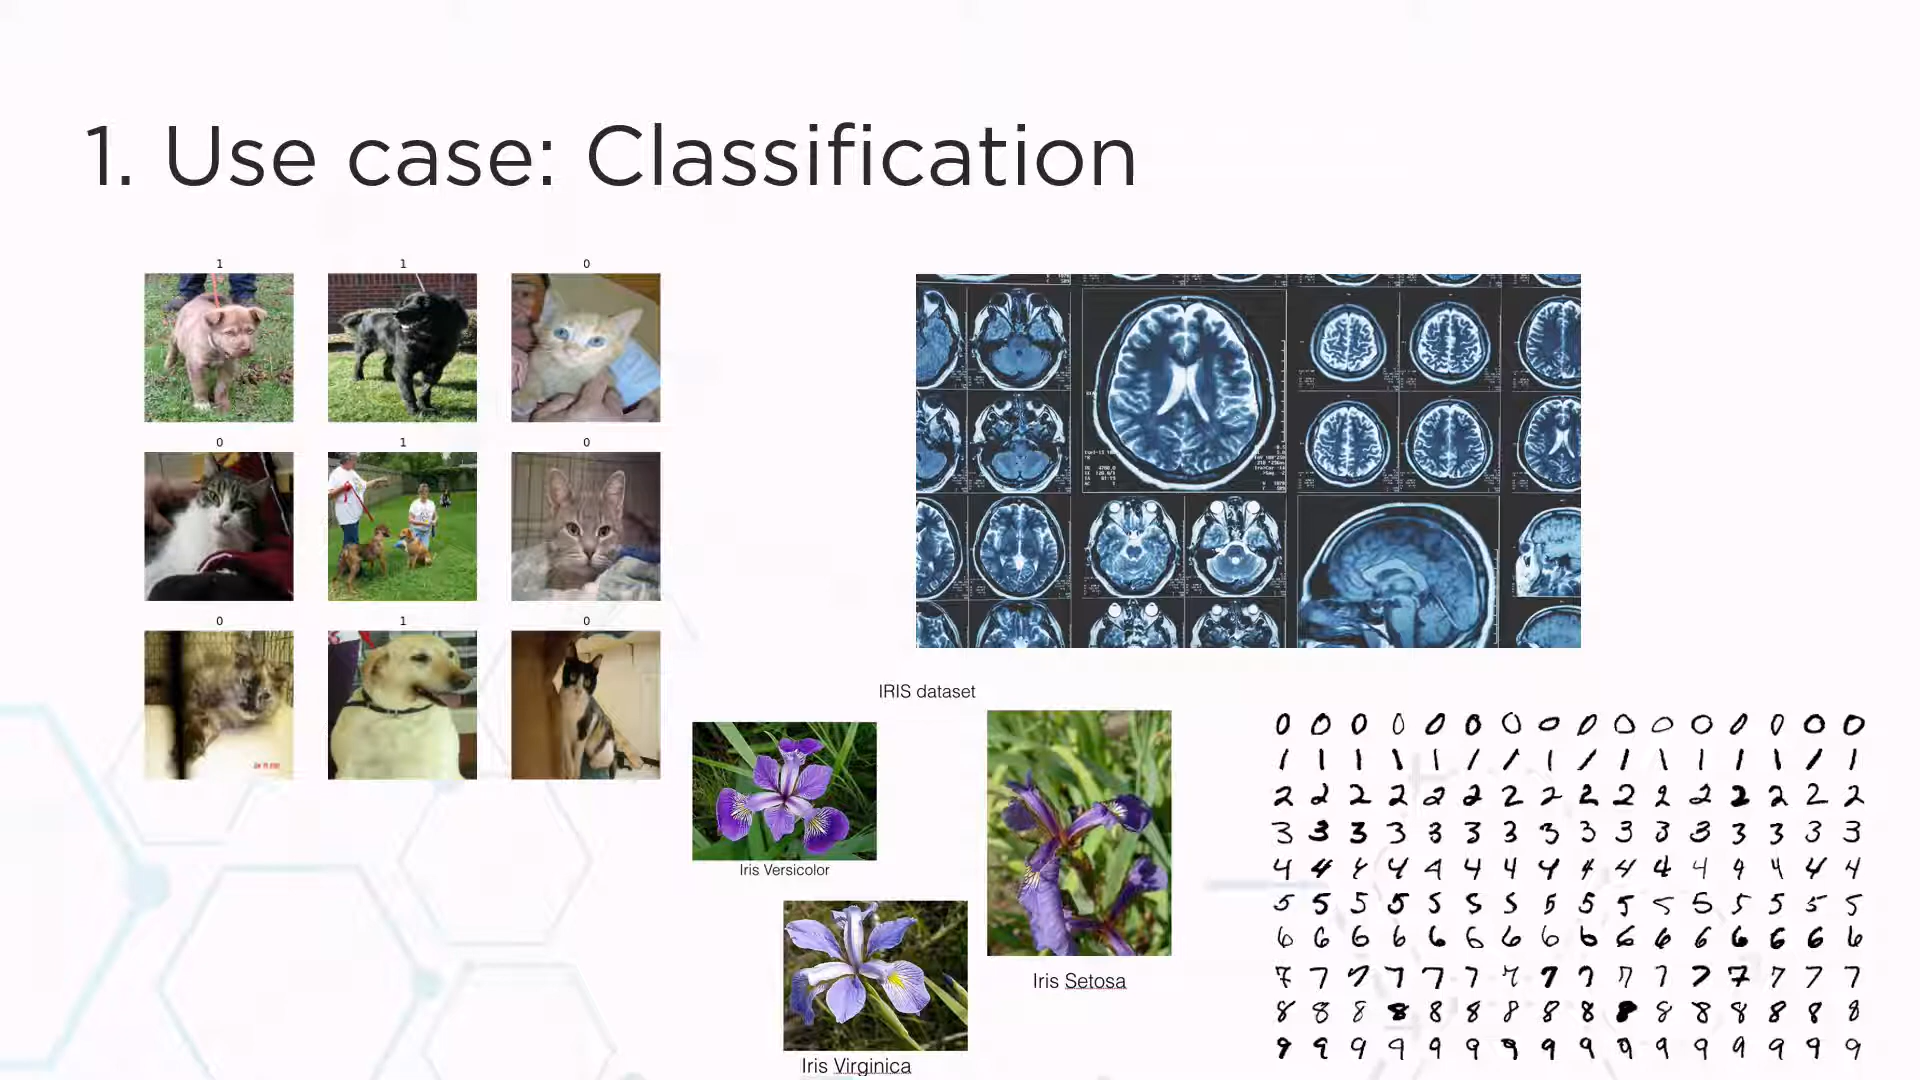 1. Use case: Classification
1 1 0
0 1 0
0 1 0
IRIS dataset
Iris Versicolor
Iris Setosa
Iris Virginica
0 0 0 0 0 0 0 0 0 0 0 0 0 0 0 0
1 1 1 1 1 1 1 1 1 1 1 1 1 1 1 1
2 2 2 2 2 2 2 2 2 2 2 2 2 2 2 2
3 3 3 3 3 3 3 3 3 3 3 3 3 3 3 3
4 4 4 4 4 4 4 4 4 4 4 4 4 4 4 4
5 5 5 5 5 5 5 5 5 5 5 5 5 5 5 5
6 6 6 6 6 6 6 6 6 6 6 6 6 6 6 6
7 7 7 7 7 7 7 7 7 7 7 7 7 7 7 7
8 8 8 8 8 8 8 8 8 8 8 8 8 8 8 8
9 9 9 9 9 9 9 9 9 9 9 9 9 9 9 9